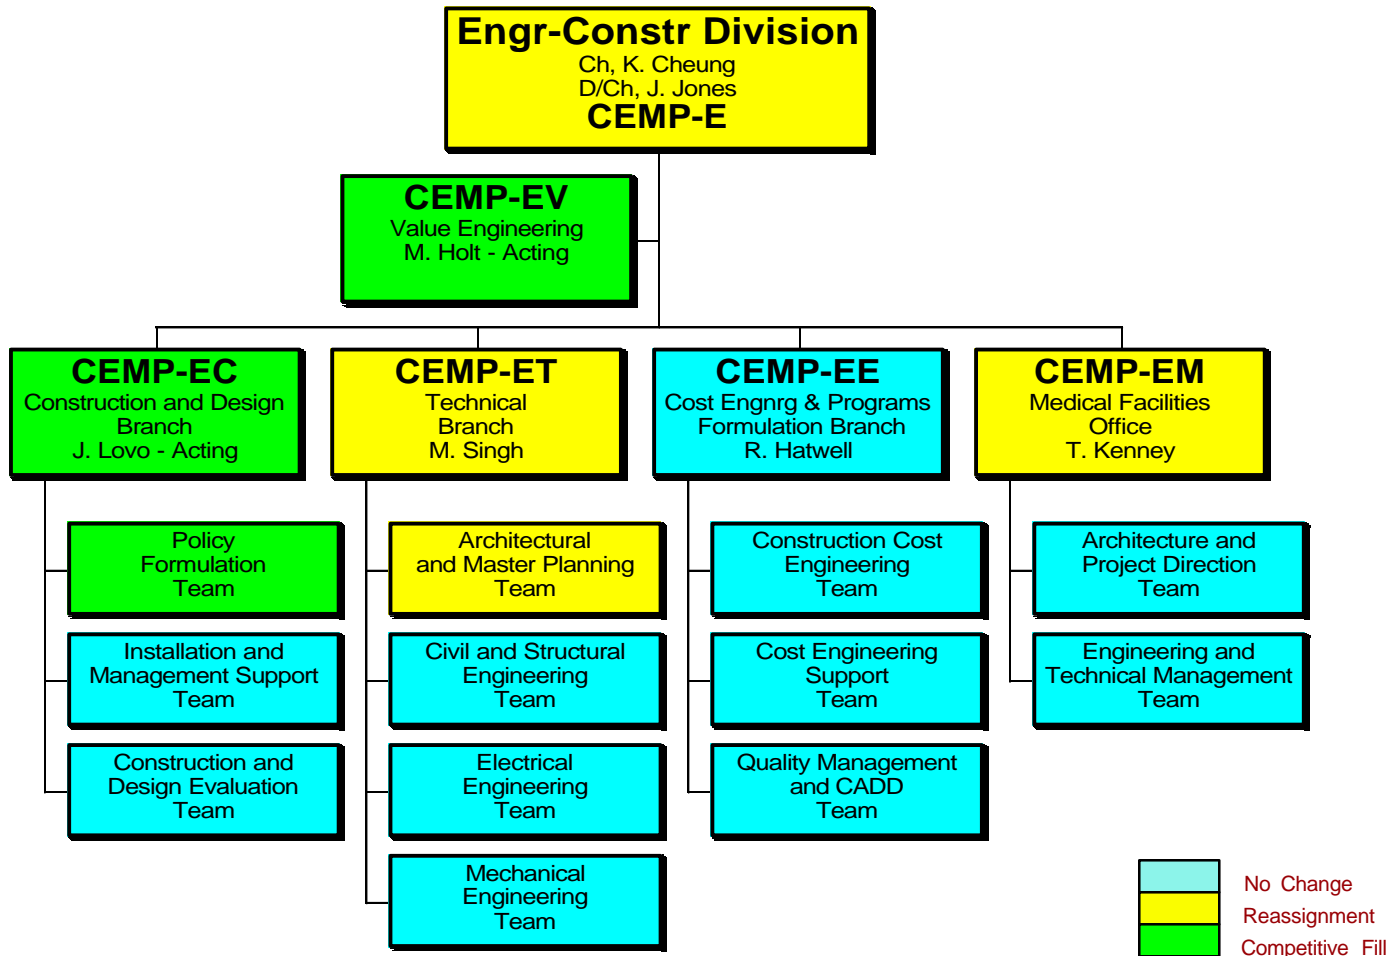 Engr-Constr Division
Ch, K. Cheung
D/Ch, J. Jones
CEMP-E
CEMP-EV
Value Engineering
M. Holt - Acting
CEMP-EC
Construction and Design
Branch
J. Lovo - Acting
CEMP-ET
Technical
Branch
M. Singh
CEMP-EE
Cost Engnrg & Programs
Formulation Branch
R. Hatwell
CEMP-EM
Medical Facilities
Office
T. Kenney
Policy
Formulation
Team
Installation and
Management Support
Team
Construction and
Design Evaluation
Team
Architectural
and Master Planning
Team
Civil and Structural
Engineering
Team
Electrical
Engineering
Team
Mechanical
Engineering
Team
Construction Cost
Engineering
Team
Cost Engineering
Support
Team
Quality Management
and CADD
Team
Architecture and
Project Direction
Team
Engineering and
Technical Management
Team
No Change
Reassignment
Competitive Fill